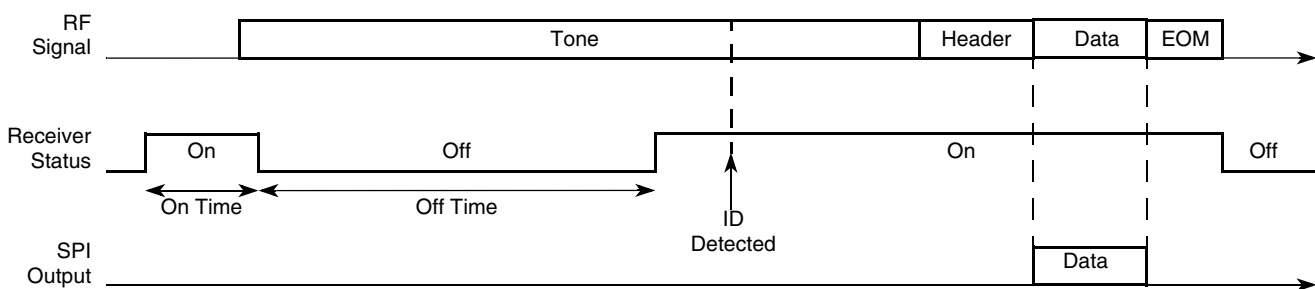 RF
Signal
Tone
Header
Data
EOM
Receiver
Status
On
Off
On
Off
On Time
Off Time
ID
Detected
SPI
Output
Data